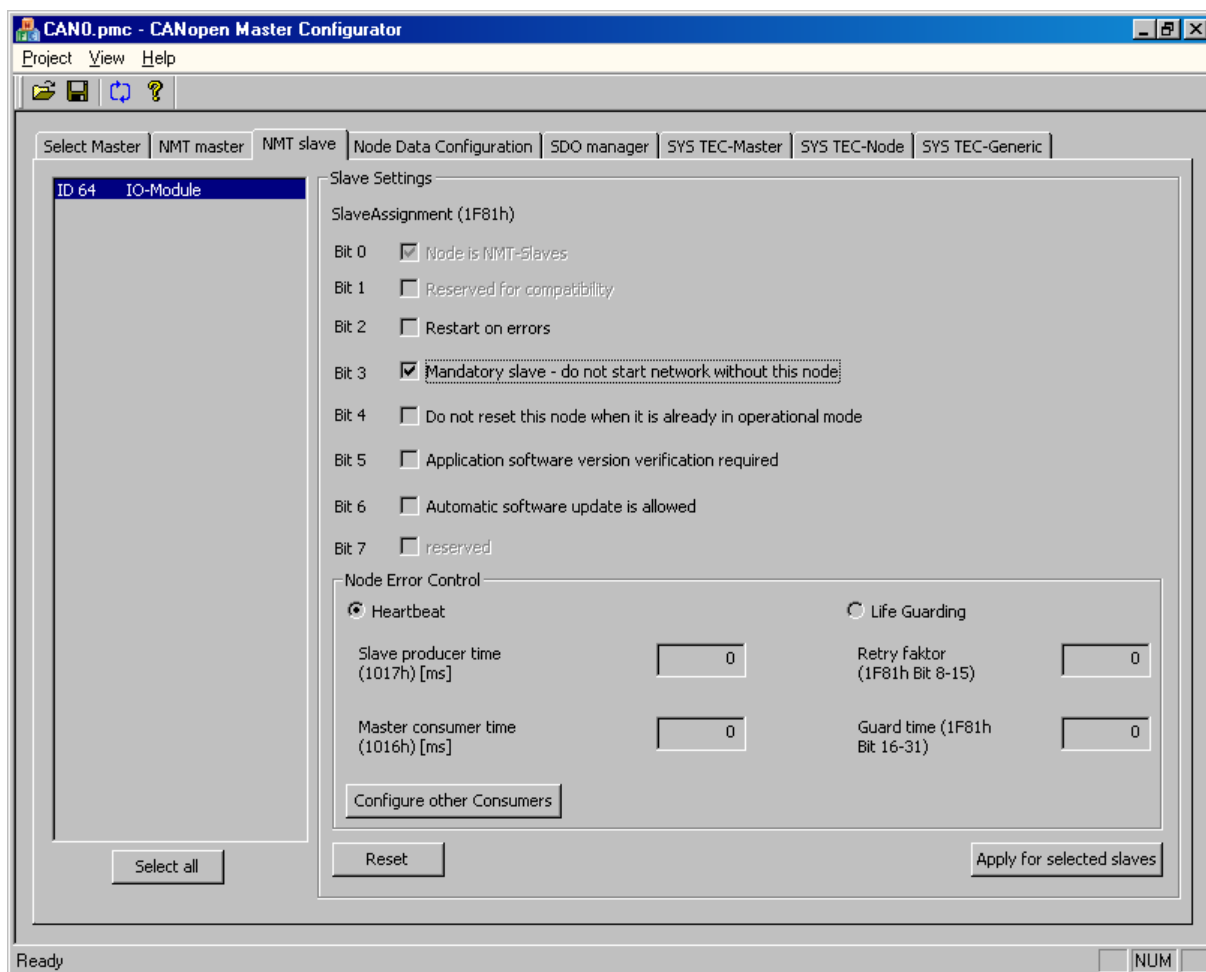 CAN0.pmc - CANopen Master Configurator
Project View Help
Select Master NMT master NMT slave Node Data Configuration SDO manager SYS TEC-Master SYS TEC-Node SYS TEC-Generic
ID 64 IO-Module
Select all
Slave Settings
SlaveAssignment (1F81h)
Bit 0 Node is NMT-Slaves
Bit 1 Reserved for compatibility
Bit 2 Restart on errors
Bit 3 Mandatory slave - do not start network without this node
Bit 4 Do not reset this node when it is already in operational mode
Bit 5 Application software version verification required
Bit 6 Automatic software update is allowed
Bit 7 reserved
Node Error Control
Heartbeat Life Guarding
Slave producer time
(1017h) [ms]
0
Retry faktor
(1F81h Bit 8-15)
0
Master consumer time
(1016h) [ms]
0
Guard time (1F81h
Bit 16-31)
0
Configure other Consumers
Reset Apply for selected slaves
Ready NUM